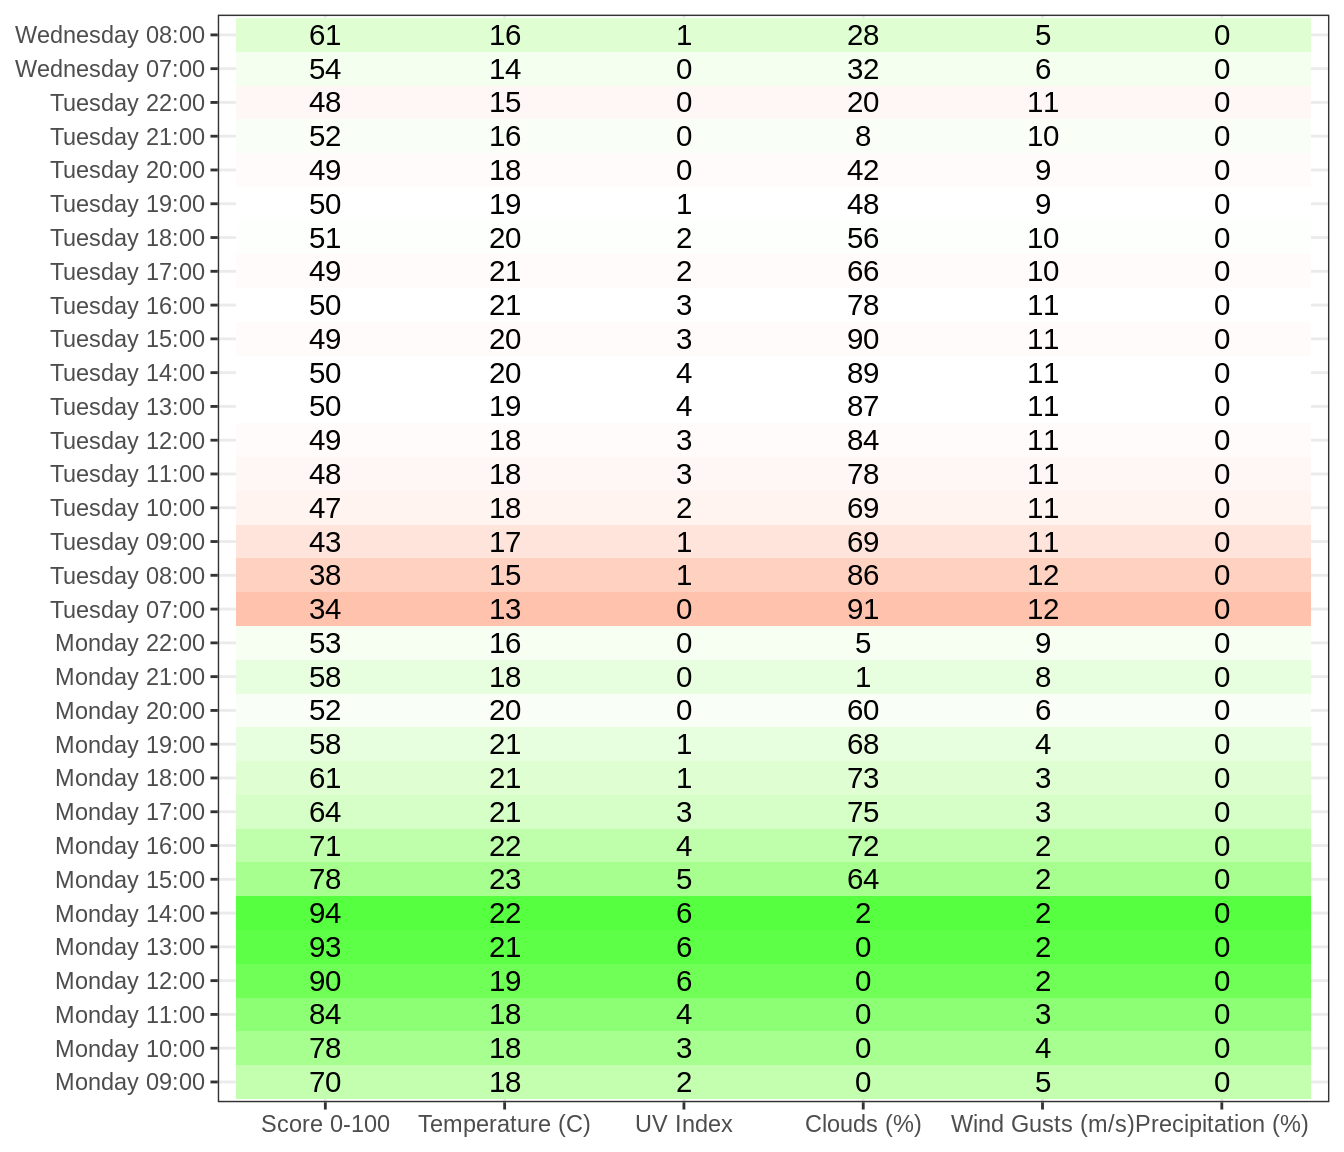 Wednesday 08:00 61 16 1 28 5 0
Wednesday 07:00 54 14 0 32 6 0
Tuesday 22:00 48 15 0 20 11 0
Tuesday 21:00 52 16 0 8 10 0
Tuesday 20:00 49 18 0 42 9 0
Tuesday 19:00 50 19 1 48 9 0
Tuesday 18:00 51 20 2 56 10 0
Tuesday 17:00 49 21 2 66 10 0
Tuesday 16:00 50 21 3 78 11 0
Tuesday 15:00 49 20 3 90 11 0
Tuesday 14:00 50 20 4 89 11 0
Tuesday 13:00 50 19 4 87 11 0
Tuesday 12:00 49 18 3 84 11 0
Tuesday 11:00 48 18 3 78 11 0
Tuesday 10:00 47 18 2 69 11 0
Tuesday 09:00 43 17 1 69 11 0
Tuesday 08:00 38 15 1 86 12 0
Tuesday 07:00 34 13 0 91 12 0
Monday 22:00 53 16 0 5 9 0
Monday 21:00 58 18 0 1 8 0
Monday 20:00 52 20 0 60 6 0
Monday 19:00 58 21 1 68 4 0
Monday 18:00 61 21 1 73 3 0
Monday 17:00 64 21 3 75 3 0
Monday 16:00 71 22 4 72 2 0
Monday 15:00 78 23 5 64 2 0
Monday 14:00 94 22 6 2 2 0
Monday 13:00 93 21 6 0 2 0
Monday 12:00 90 19 6 0 2 0
Monday 11:00 84 18 4 0 3 0
Monday 10:00 78 18 3 0 4 0
Monday 09:00 70 18 2 0 5 0
Score 0-100 Temperature (C) UV Index Clouds (%) Wind Gusts (m/s) Precipitation (%)